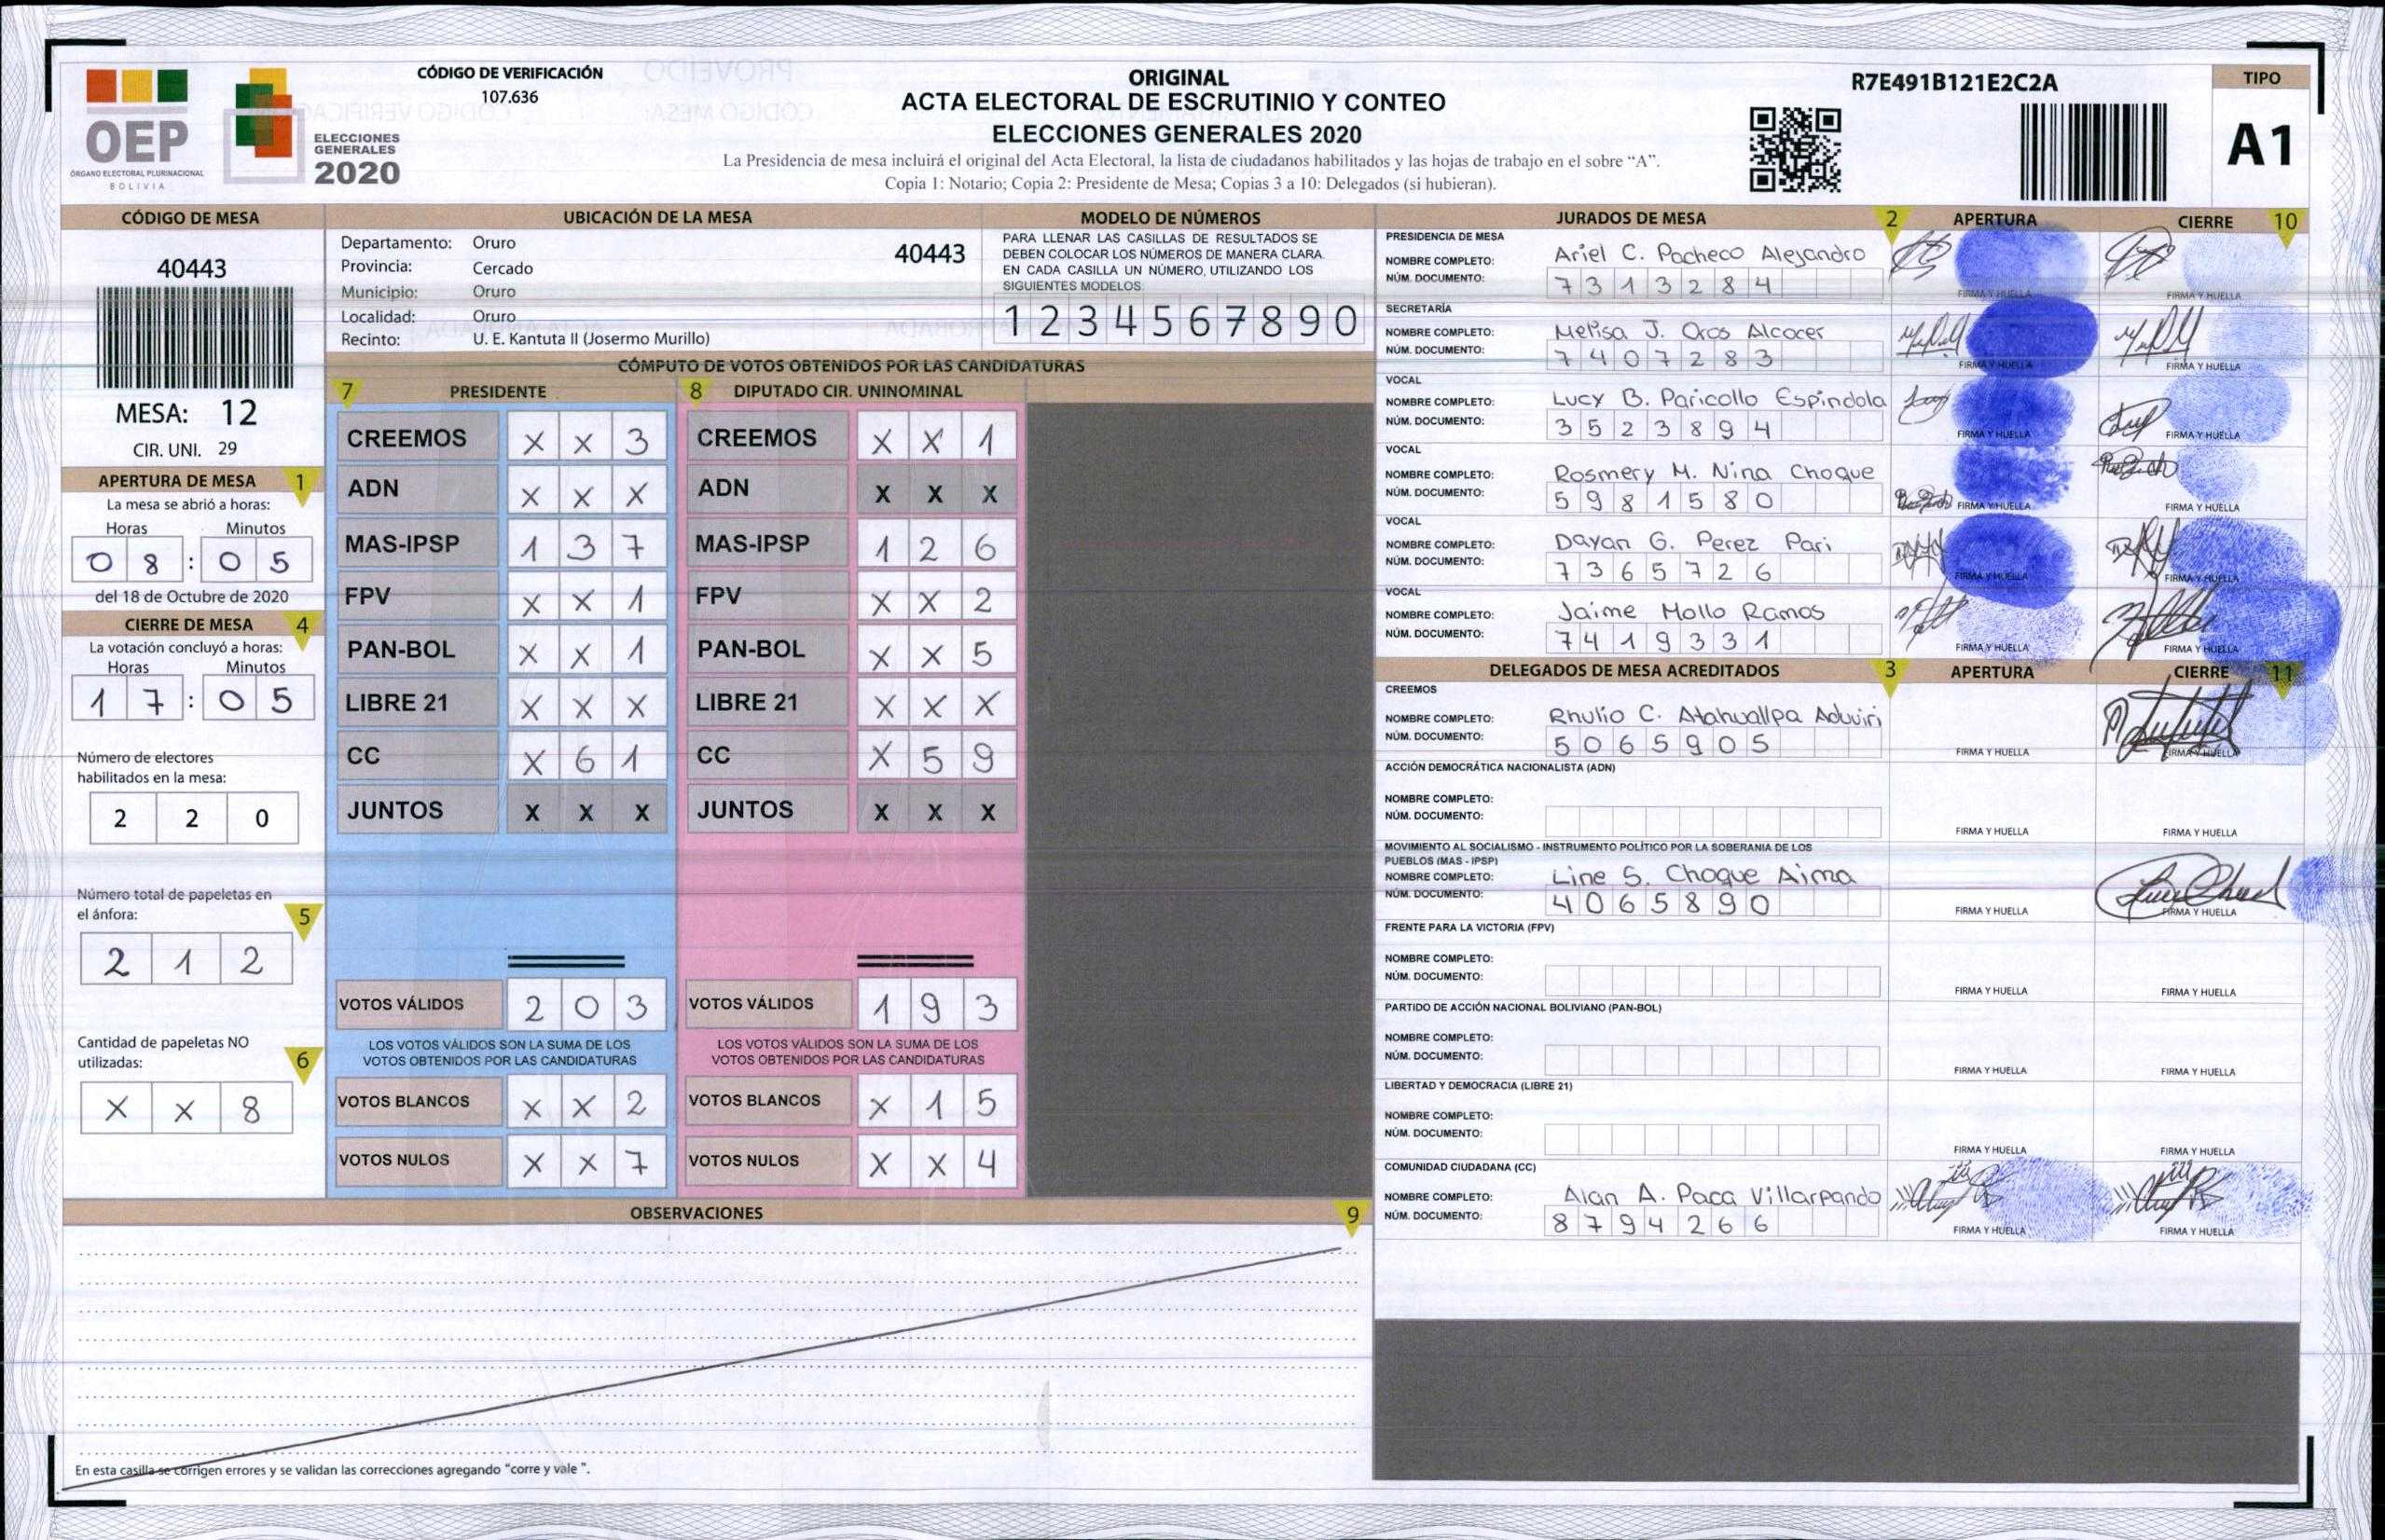 OEP
ÓRGANO ELECTORAL PLURINACIONAL
BOLIVIA
ELECCIONES
GENERALES
2020
CÓDIGO DE VERIFICACIÓN
107.636
ORIGINAL
ACTA ELECTORAL DE ESCRUTINIO Y CONTEO
ELECCIONES GENERALES 2020
La Presidencia de mesa incluirá el original del Acta Electoral, la lista de ciudadanos habilitados y las hojas de trabajo en el sobre “A”.
Copia 1: Notario; Copia 2: Presidente de Mesa; Copias 3 a 10: Delegados (si hubieran).
R7E491B121E2C2A
TIPO
A1
CÓDIGO DE MESA
40443
MESA: 12
CIR. UNI. 29
APERTURA DE MESA 1
La mesa se abrió a horas:
Horas Minutos
0 8 : 0 5
del 18 de Octubre de 2020
CIERRE DE MESA 4
La votación concluyó a horas:
Horas Minutos
1 7 : 0 5
Número de electores
habilitados en la mesa:
2 2 0
Número total de papeletas en
el ánfora: 5
2 1 2
Cantidad de papeletas NO
utilizadas: 6
X X 8
UBICACIÓN DE LA MESA
Departamento: Oruro
40443
Provincia: Cercado
Municipio: Oruro
Localidad: Oruro
Recinto: U. E. Kantuta II (Josermo Murillo)
MODELO DE NÚMEROS
PARA LLENAR LAS CASILLAS DE RESULTADOS SE
DEBEN COLOCAR LOS NÚMEROS DE MANERA CLARA.
EN CADA CASILLA UN NÚMERO, UTILIZANDO LOS
SIGUIENTES MODELOS:
1 2 3 4 5 6 7 8 9 0
CÓMPUTO DE VOTOS OBTENIDOS POR LAS CANDIDATURAS
7 PRESIDENTE
CREEMOS X X 3
ADN X X X
MAS-IPSP 1 3 7
FPV X X 1
PAN-BOL X X 1
LIBRE 21 X X X
CC X 6 1
JUNTOS X X X
VOTOS VÁLIDOS 2 0 3
LOS VOTOS VÁLIDOS SON LA SUMA DE LOS
VOTOS OBTENIDOS POR LAS CANDIDATURAS
VOTOS BLANCOS X X 2
VOTOS NULOS X X 7
8 DIPUTADO CIR. UNINOMINAL
CREEMOS X X 1
ADN X X X
MAS-IPSP 1 2 6
FPV X X 2
PAN-BOL X X 5
LIBRE 21 X X X
CC X 5 9
JUNTOS X X X
VOTOS VÁLIDOS 1 9 3
LOS VOTOS VÁLIDOS SON LA SUMA DE LOS
VOTOS OBTENIDOS POR LAS CANDIDATURAS
VOTOS BLANCOS X 1 5
VOTOS NULOS X X 4
OBSERVACIONES 9
En esta casilla se corrigen errores y se validan las correcciones agregando “corre y vale ”.
JURADOS DE MESA 2 APERTURA CIERRE 10
PRESIDENCIA DE MESA
NOMBRE COMPLETO: Ariel C. Pacheco Alejandro
NÚM. DOCUMENTO: 7 3 1 3 2 8 4
FIRMA Y HUELLA FIRMA Y HUELLA
SECRETARÍA
NOMBRE COMPLETO: Melisa J. Oros Alcocer
NÚM. DOCUMENTO: 7 4 0 7 2 8 3
FIRMA Y HUELLA FIRMA Y HUELLA
VOCAL
NOMBRE COMPLETO: Lucy B. Paricollo Espindola
NÚM. DOCUMENTO: 3 5 2 3 8 9 4
FIRMA Y HUELLA FIRMA Y HUELLA
VOCAL
NOMBRE COMPLETO: Rosmery M. Nina Choque
NÚM. DOCUMENTO: 5 9 8 1 5 8 0
FIRMA Y HUELLA FIRMA Y HUELLA
VOCAL
NOMBRE COMPLETO: Dayan G. Perez Pari
NÚM. DOCUMENTO: 7 3 6 5 7 2 6
FIRMA Y HUELLA FIRMA Y HUELLA
VOCAL
NOMBRE COMPLETO: Jaime Mollo Ramos
NÚM. DOCUMENTO: 7 4 1 9 3 3 1
FIRMA Y HUELLA FIRMA Y HUELLA
DELEGADOS DE MESA ACREDITADOS 3 APERTURA CIERRE 11
CREEMOS
NOMBRE COMPLETO: Rhulio C. Atahuallpa Aduviri
NÚM. DOCUMENTO: 5 0 6 5 9 0 5
FIRMA Y HUELLA FIRMA Y HUELLA
ACCIÓN DEMOCRÁTICA NACIONALISTA (ADN)
NOMBRE COMPLETO:
NÚM. DOCUMENTO:
FIRMA Y HUELLA FIRMA Y HUELLA
MOVIMIENTO AL SOCIALISMO - INSTRUMENTO POLÍTICO POR LA SOBERANIA DE LOS
PUEBLOS (MAS - IPSP)
NOMBRE COMPLETO: Line S. Choque Aima
NÚM. DOCUMENTO: 4 0 6 5 8 9 0
FIRMA Y HUELLA FIRMA Y HUELLA
FRENTE PARA LA VICTORIA (FPV)
NOMBRE COMPLETO:
NÚM. DOCUMENTO:
FIRMA Y HUELLA FIRMA Y HUELLA
PARTIDO DE ACCIÓN NACIONAL BOLIVIANO (PAN-BOL)
NOMBRE COMPLETO:
NÚM. DOCUMENTO:
FIRMA Y HUELLA FIRMA Y HUELLA
LIBERTAD Y DEMOCRACIA (LIBRE 21)
NOMBRE COMPLETO:
NÚM. DOCUMENTO:
FIRMA Y HUELLA FIRMA Y HUELLA
COMUNIDAD CIUDADANA (CC)
NOMBRE COMPLETO: Alan A. Paca Villarpando
NÚM. DOCUMENTO: 8 7 9 4 2 6 6
FIRMA Y HUELLA FIRMA Y HUELLA